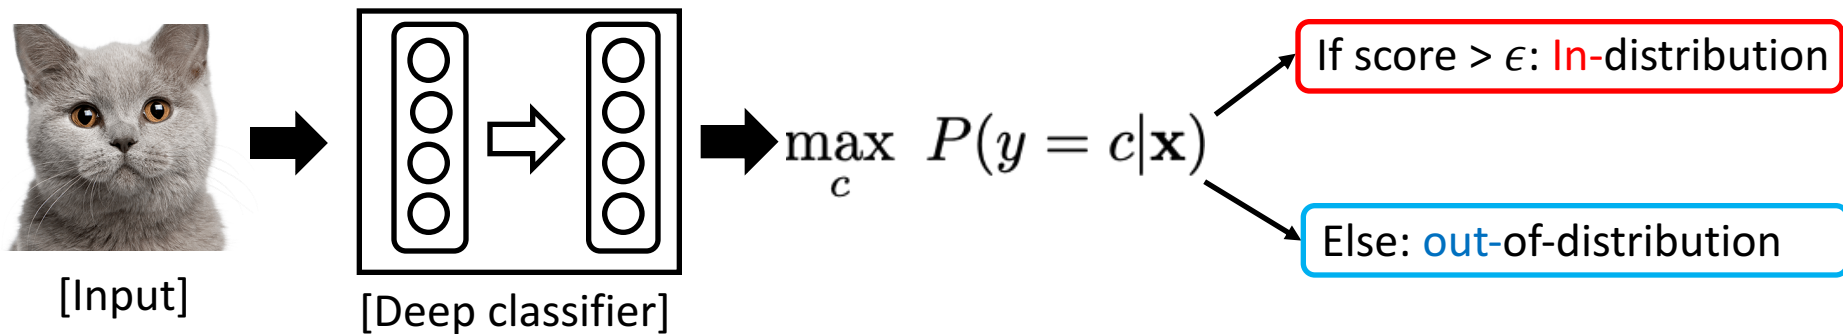 [Input]
[Deep classifier]
max P(y = c|x)
c
If score > ϵ: In-distribution
Else: out-of-distribution